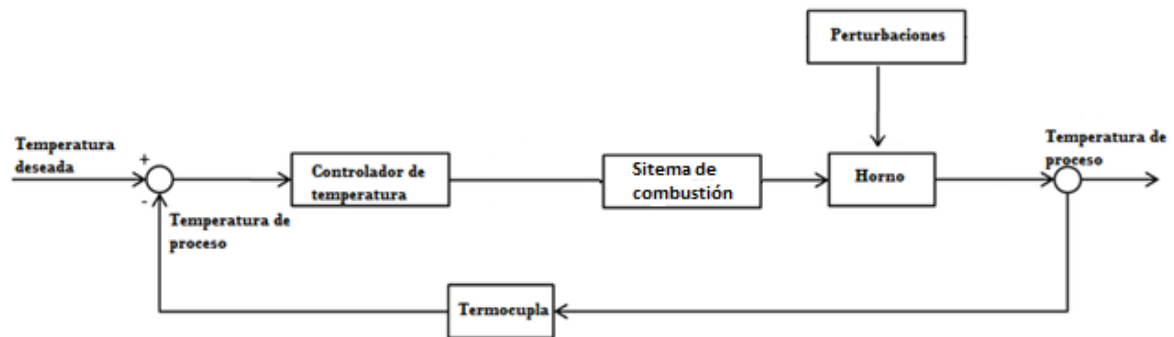 Perturbaciones
Temperatura
deseada
+
-
Controlador de
temperatura
Sitema de
combustión
Horno
Temperatura de
proceso
Temperatura de
proceso
Termocupla